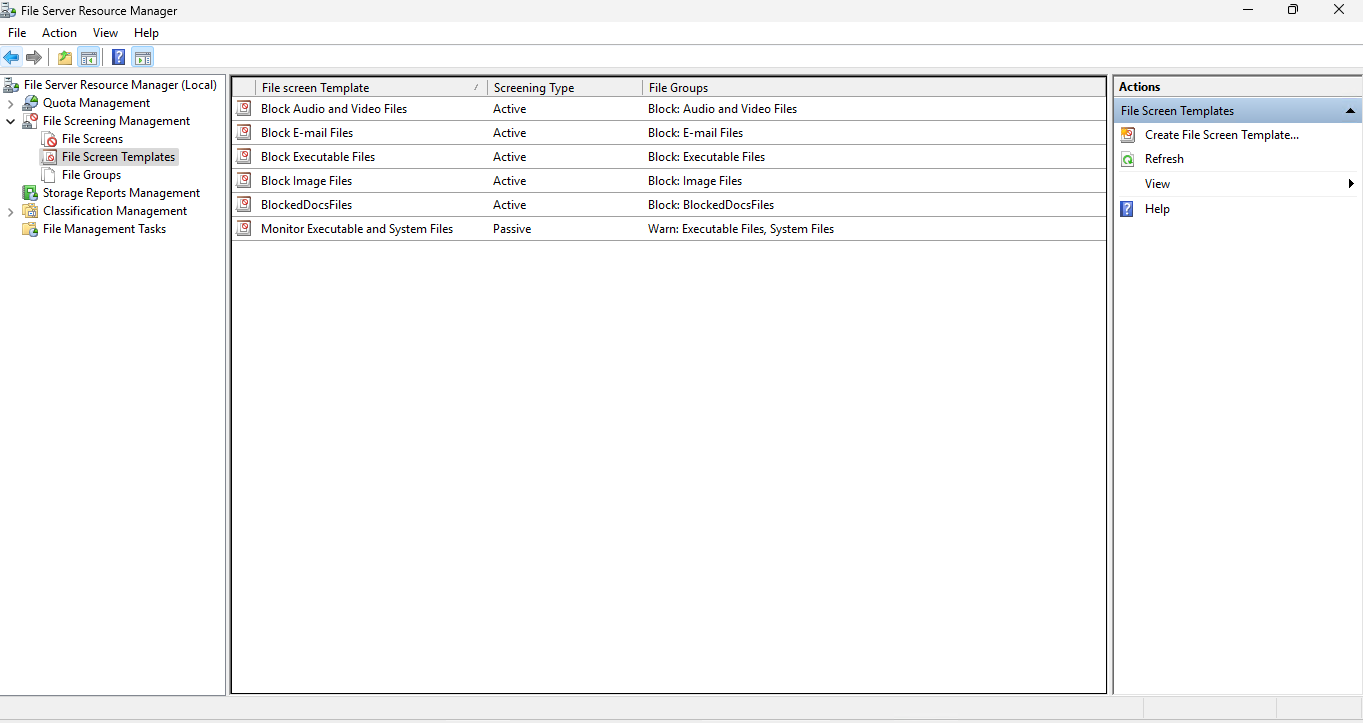 File Server Resource Manager
File Action View Help
File Server Resource Manager (Local)
Quota Management
File Screening Management
File Screens
File Screen Templates
File Groups
Storage Reports Management
Classification Management
File Management Tasks
File screen Template Screening Type File Groups
Block Audio and Video Files Active Block: Audio and Video Files
Block E-mail Files Active Block: E-mail Files
Block Executable Files Active Block: Executable Files
Block Image Files Active Block: Image Files
BlockedDocsFiles Active Block: BlockedDocsFiles
Monitor Executable and System Files Passive Warn: Executable Files, System Files
Actions
File Screen Templates
Create File Screen Template...
Refresh
View
Help